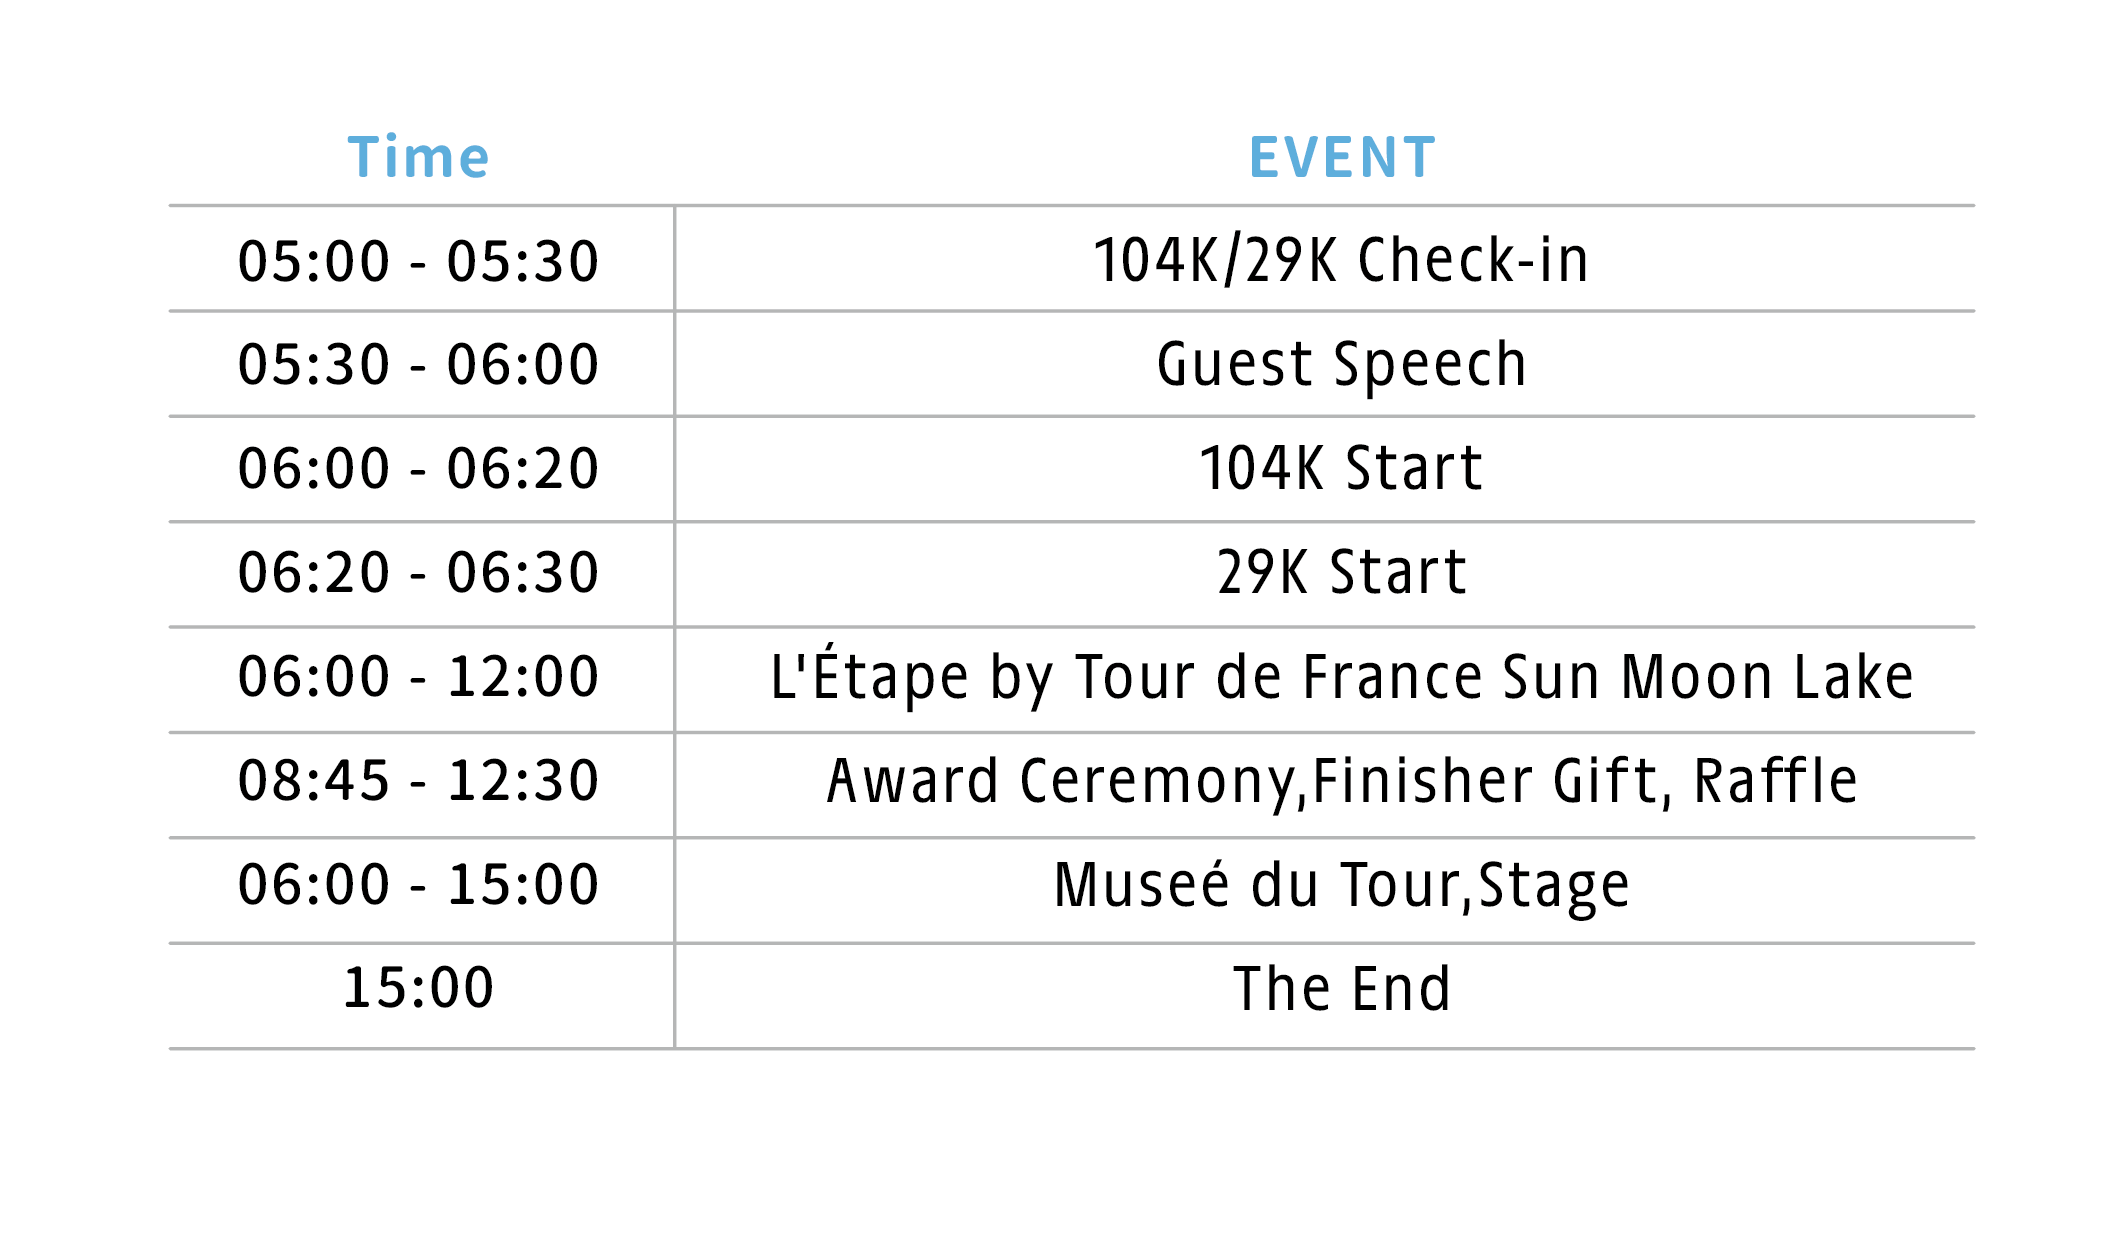 Time EVENT
05:00 - 05:30 104K/29K Check-in
05:30 - 06:00 Guest Speech
06:00 - 06:20 104K Start
06:20 - 06:30 29K Start
06:00 - 12:00 L'Étape by Tour de France Sun Moon Lake
08:45 - 12:30 Award Ceremony,Finisher Gift, Raffle
06:00 - 15:00 Museé du Tour,Stage
15:00 The End